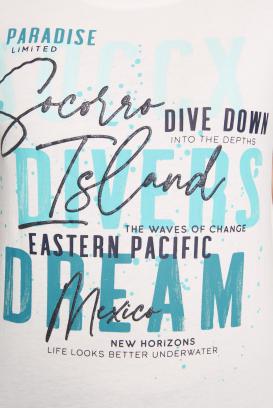 PARADISE
LIMITED
Socorro
DIVE DOWN
INTO THE DEPTHS
DIVERS
Island
THE WAVES OF CHANGE
EASTERN PACIFIC
DREAM
Mexico
NEW HORIZONS
LIFE LOOKS BETTER UNDERWATER